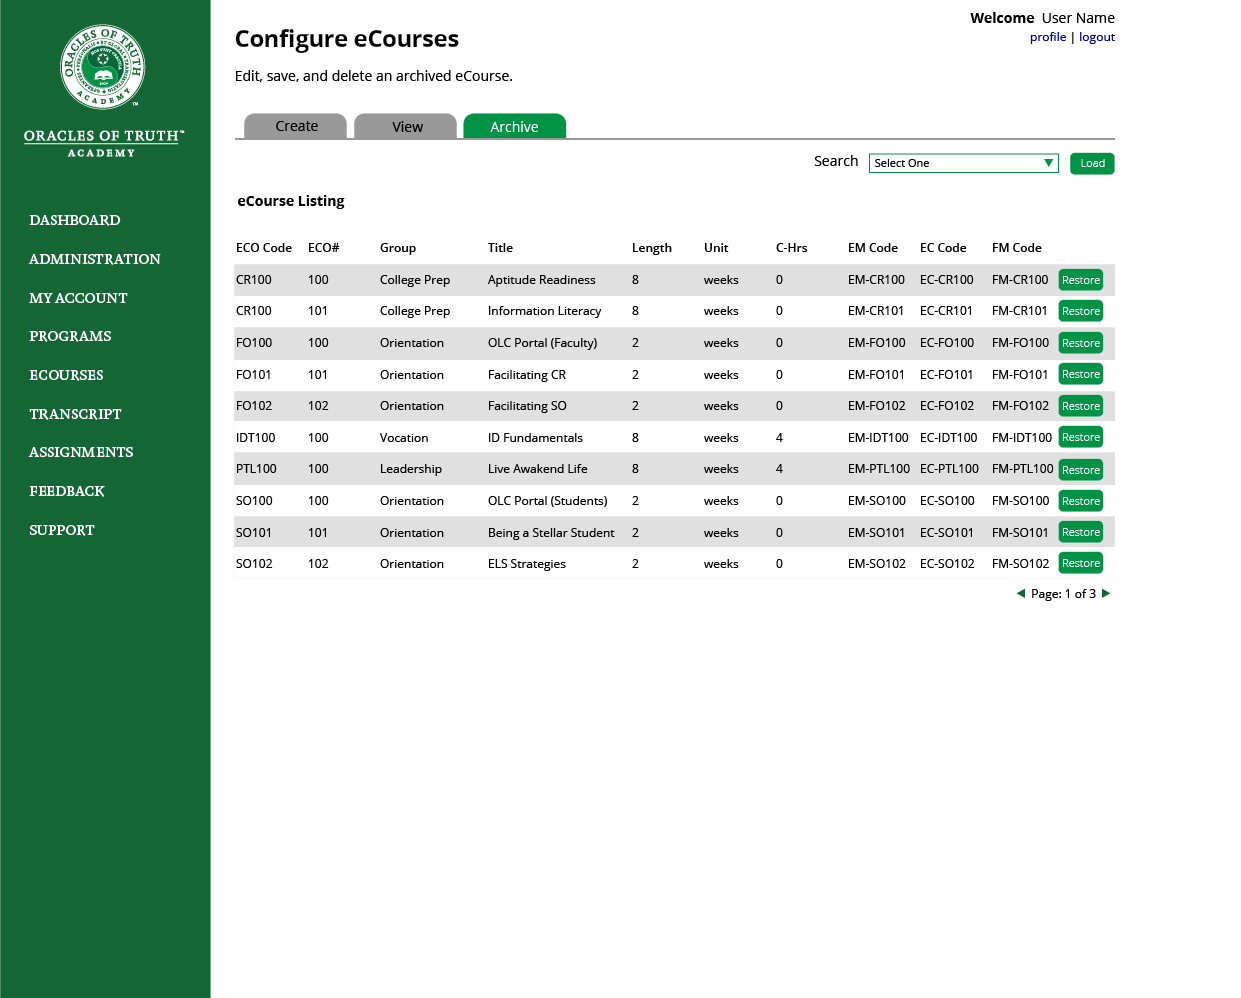 Welcome User Name
profile | logout
ORACLES OF TRUTH
ACADEMY
ORACLES OF TRUTH™
ACADEMY
DASHBOARD
ADMINISTRATION
MY ACCOUNT
PROGRAMS
ECOURSES
TRANSCRIPT
ASSIGNMENTS
FEEDBACK
SUPPORT
Configure eCourses
Edit, save, and delete an archived eCourse.
Create View Archive
Search Select One Load
eCourse Listing
ECO Code ECO# Group Title Length Unit C-Hrs EM Code EC Code FM Code
CR100 100 College Prep Aptitude Readiness 8 weeks 0 EM-CR100 EC-CR100 FM-CR100 Restore
CR100 101 College Prep Information Literacy 8 weeks 0 EM-CR101 EC-CR101 FM-CR101 Restore
FO100 100 Orientation OLC Portal (Faculty) 2 weeks 0 EM-FO100 EC-FO100 FM-FO100 Restore
FO101 101 Orientation Facilitating CR 2 weeks 0 EM-FO101 EC-FO101 FM-FO101 Restore
FO102 102 Orientation Facilitating SO 2 weeks 0 EM-FO102 EC-FO102 FM-FO102 Restore
IDT100 100 Vocation ID Fundamentals 8 weeks 4 EM-IDT100 EC-IDT100 FM-IDT100 Restore
PTL100 100 Leadership Live Awakend Life 8 weeks 4 EM-PTL100 EC-PTL100 FM-PTL100 Restore
SO100 100 Orientation OLC Portal (Students) 2 weeks 0 EM-SO100 EC-SO100 FM-SO100 Restore
SO101 101 Orientation Being a Stellar Student 2 weeks 0 EM-SO101 EC-SO101 FM-SO101 Restore
SO102 102 Orientation ELS Strategies 2 weeks 0 EM-SO102 EC-SO102 FM-SO102 Restore
Page: 1 of 3